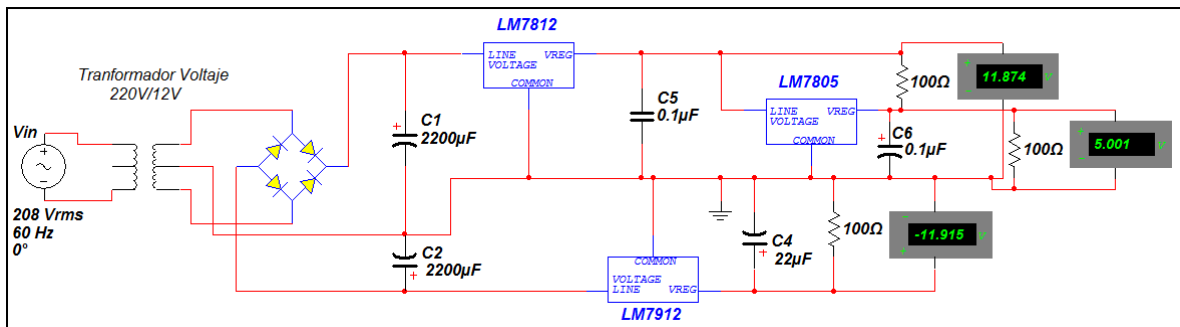 LM7812
LINE VREG
VOLTAGE
COMMON
Tranformador Voltaje
220V/12V
Vin
208 Vrms
60 Hz
0°
C1
2200µF
C2
2200µF
C5
0.1µF
LM7805
LINE VREG
VOLTAGE
COMMON
C6
0.1µF
100Ω
11.874 V
100Ω
5.001 V
C4
22µF
100Ω
-11.915 V
COMMON
VOLTAGE
LINE VREG
LM7912